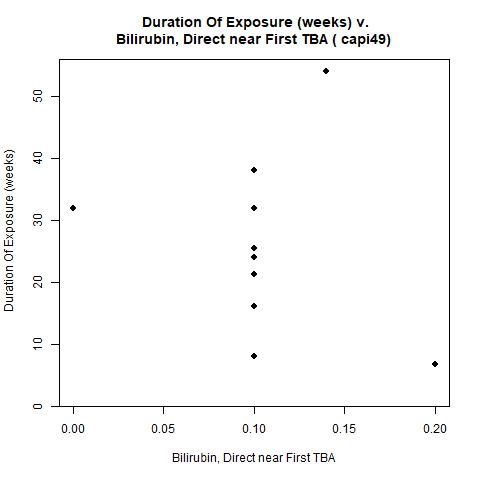 Duration Of Exposure (weeks) v.
Bilirubin, Direct near First TBA ( capi49)
Duration Of Exposure (weeks)
50
40
30
20
10
0
0.00 0.05 0.10 0.15 0.20
Bilirubin, Direct near First TBA